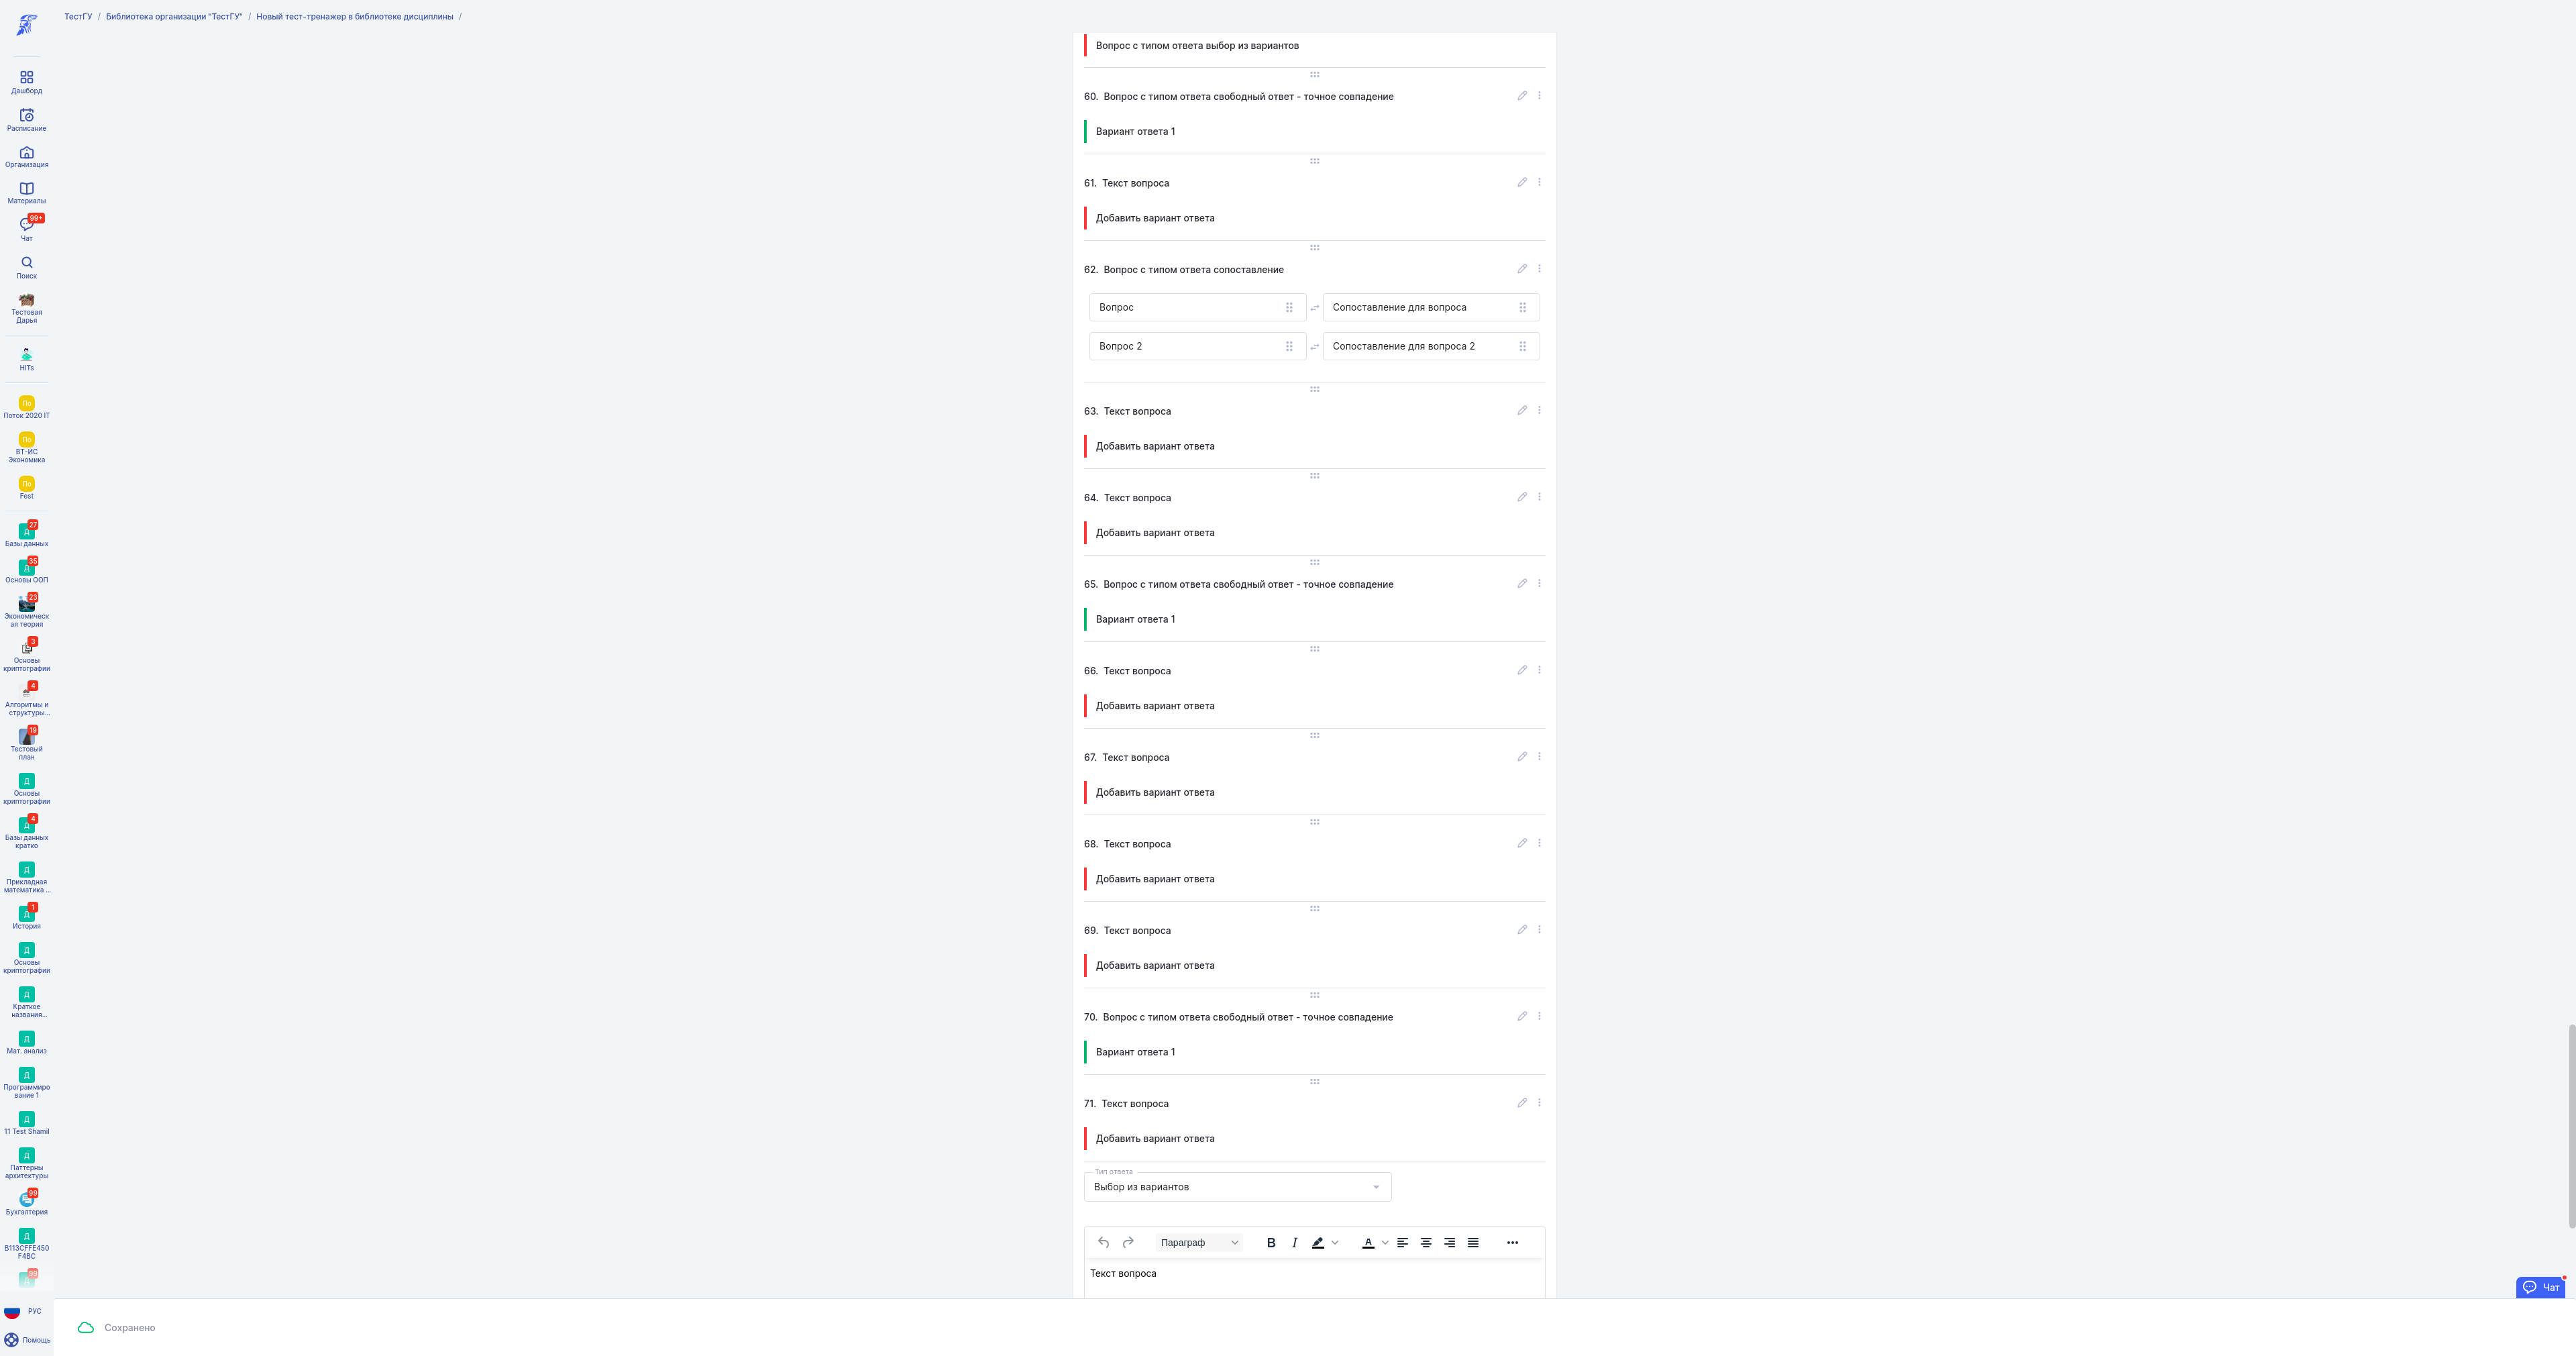 ТестГУ / Библиотека организации "ТестГУ" / Новый тест-тренажер в библиотеке дисциплины /
Дашборд
Расписание
Организация
Материалы
99+
Чат
Поиск
Тестовая
Дарья
HITs
По
Поток 2020 IT
По
ВТ-ИС
Экономика
По
Fest
27
Д
Базы данных
35
Д
Основы ООП
23
Экономическ
ая теория
3
Основы
криптографии
4
Алгоритмы и
структуры...
19
Тестовый
план
Д
Основы
криптографии
4
Д
Базы данных
кратко
Д
Прикладная
математика ...
1
Д
История
Д
Основы
криптографии
Д
Краткое
названия...
Д
Мат. анализ
Д
Программиро
вание 1
Д
11 Test Shamil
Д
Паттерны
архитектуры
99
Бухгалтерия
Д
B113CFFE450
F4BC
99
Д
РУС
Помощь
Вопрос с типом ответа выбор из вариантов
60. Вопрос с типом ответа свободный ответ - точное совпадение
Вариант ответа 1
61. Текст вопроса
Добавить вариант ответа
62. Вопрос с типом ответа сопоставление
Вопрос
Сопоставление для вопроса
Вопрос 2
Сопоставление для вопроса 2
63. Текст вопроса
Добавить вариант ответа
64. Текст вопроса
Добавить вариант ответа
65. Вопрос с типом ответа свободный ответ - точное совпадение
Вариант ответа 1
66. Текст вопроса
Добавить вариант ответа
67. Текст вопроса
Добавить вариант ответа
68. Текст вопроса
Добавить вариант ответа
69. Текст вопроса
Добавить вариант ответа
70. Вопрос с типом ответа свободный ответ - точное совпадение
Вариант ответа 1
71. Текст вопроса
Добавить вариант ответа
Тип ответа
Выбор из вариантов
Параграф
Текст вопроса
Чат
Сохранено